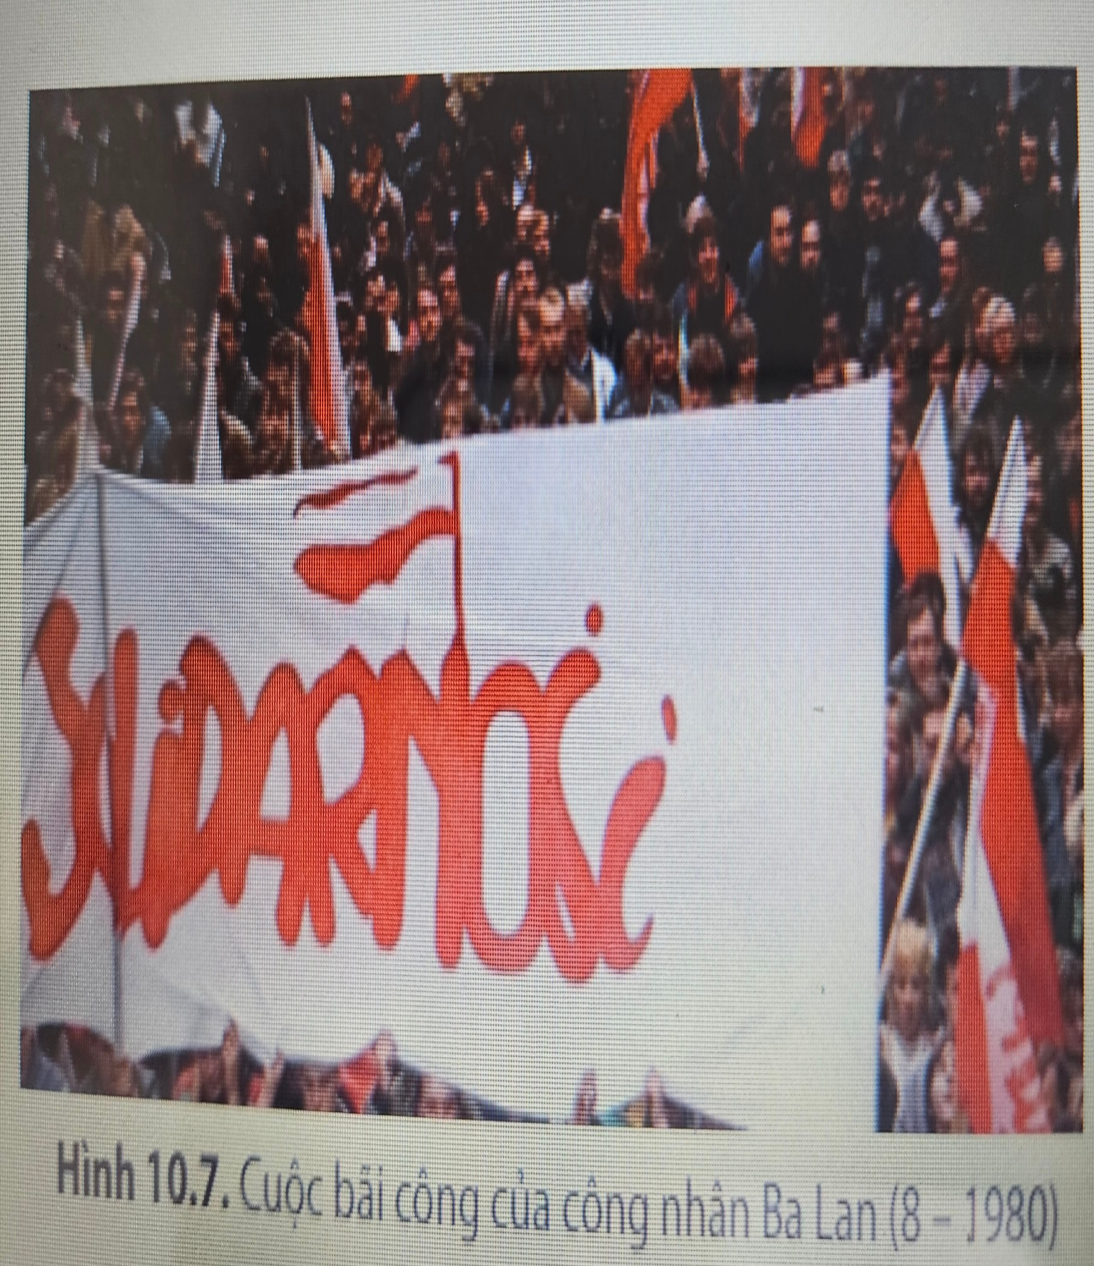 SOLiDARNOŚĆ
Hình 10.7. Cuộc bãi công của công nhân Ba Lan (8 – 1980)